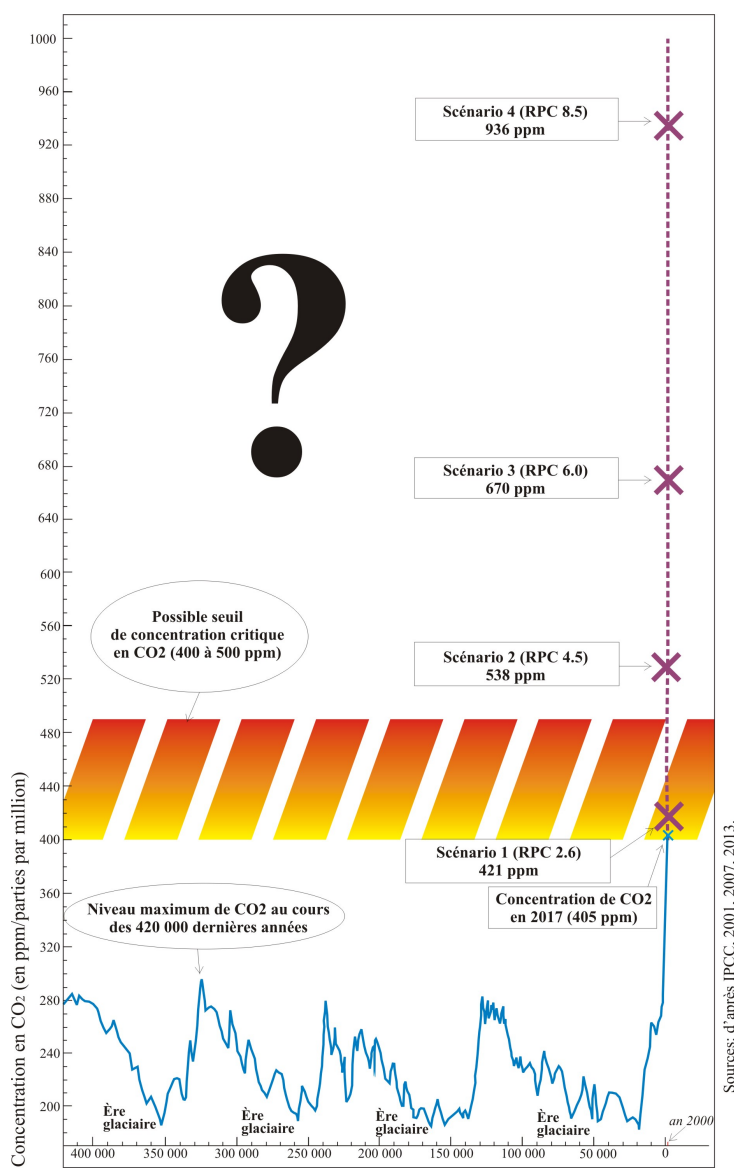 1000
960
920
880
840
800
760
720
680
640
600
560
520
480
440
400
360
320
280
240
200
Concentration en CO2 (en ppm/parties par million)
Scénario 4 (RPC 8.5)
936 ppm
?
Scénario 3 (RPC 6.0)
670 ppm
Possible seuil
de concentration critique
en CO2 (400 à 500 ppm)
Scénario 2 (RPC 4.5)
538 ppm
Scénario 1 (RPC 2.6)
421 ppm
Concentration de CO2
en 2017 (405 ppm)
Niveau maximum de CO2 au cours
des 420 000 dernières années
Ère
glaciaire
Ère
glaciaire
Ère
glaciaire
Ère
glaciaire
an 2000
400 000
350 000
300 000
250 000
200 000
150 000
100 000
50 000
0
Sources: d'après IPCC, 2001, 2007, 2013.